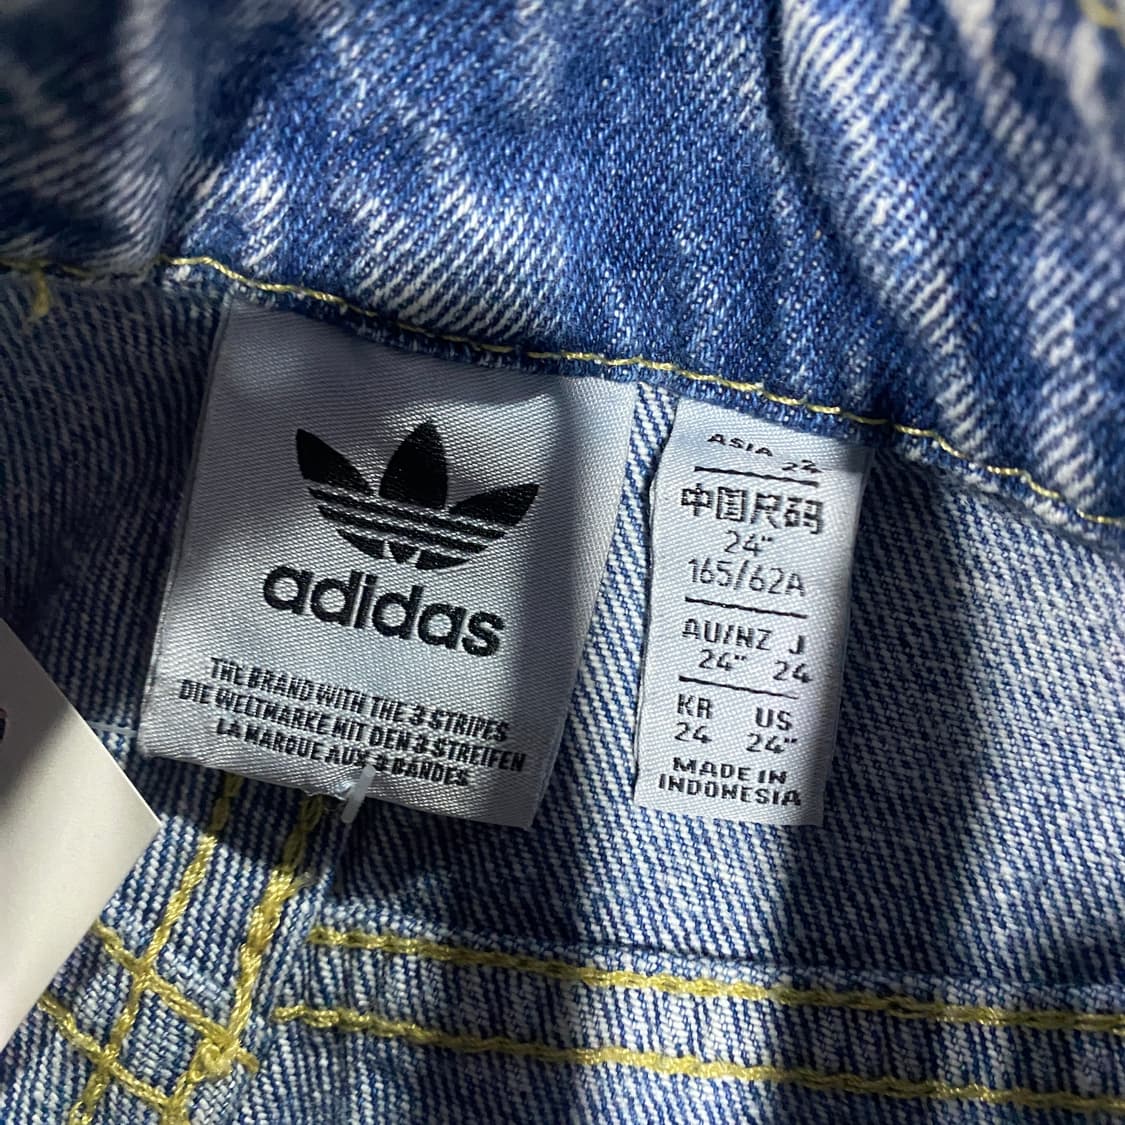 adidas
THE BRAND WITH THE 3 STRIPES
DIE WELTMARKE MIT DEN 3 STREIFEN
LA MARQUE AUX 3 BANDES
ASIA 24
中国尺码
24"
165/62A
AU/NZ J
24" 24
KR US
24 24"
MADE IN
INDONESIA